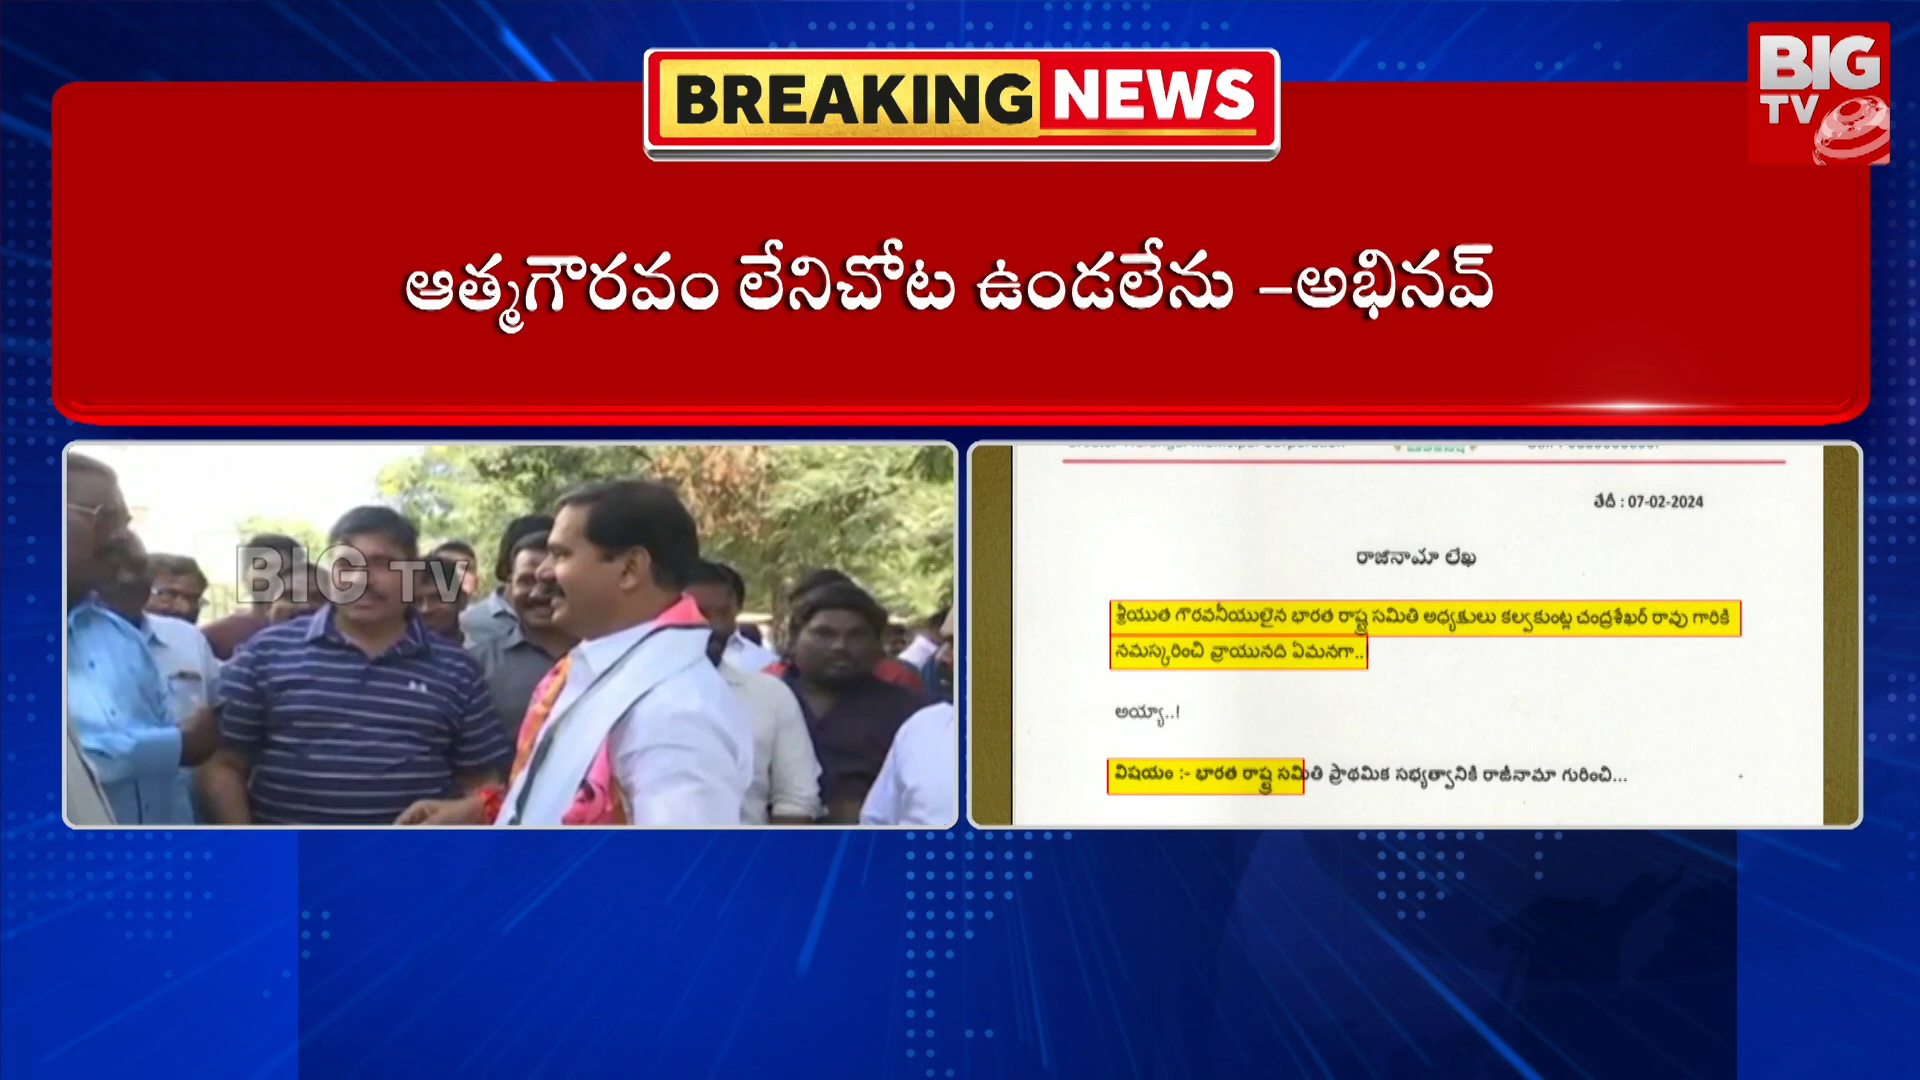 BREAKING NEWS
BIG
TV
ఆత్మగౌరవం లేనిచోట ఉండలేను –అభినవ్
BIG TV
తేదీ : 07-02-2024
రాజీనామా లేఖ
శ్రీయుత గౌరవనీయులైన భారత రాష్ట్ర సమితి అధ్యక్షులు కల్వకుంట్ల చంద్రశేఖర్ రావు గారికి
నమస్కరించి వ్రాయునది ఏమనగా..
అయ్యా..!
విషయం :- భారత రాష్ట్ర సమితి ప్రాథమిక సభ్యత్వానికి రాజీనామా గురించి...